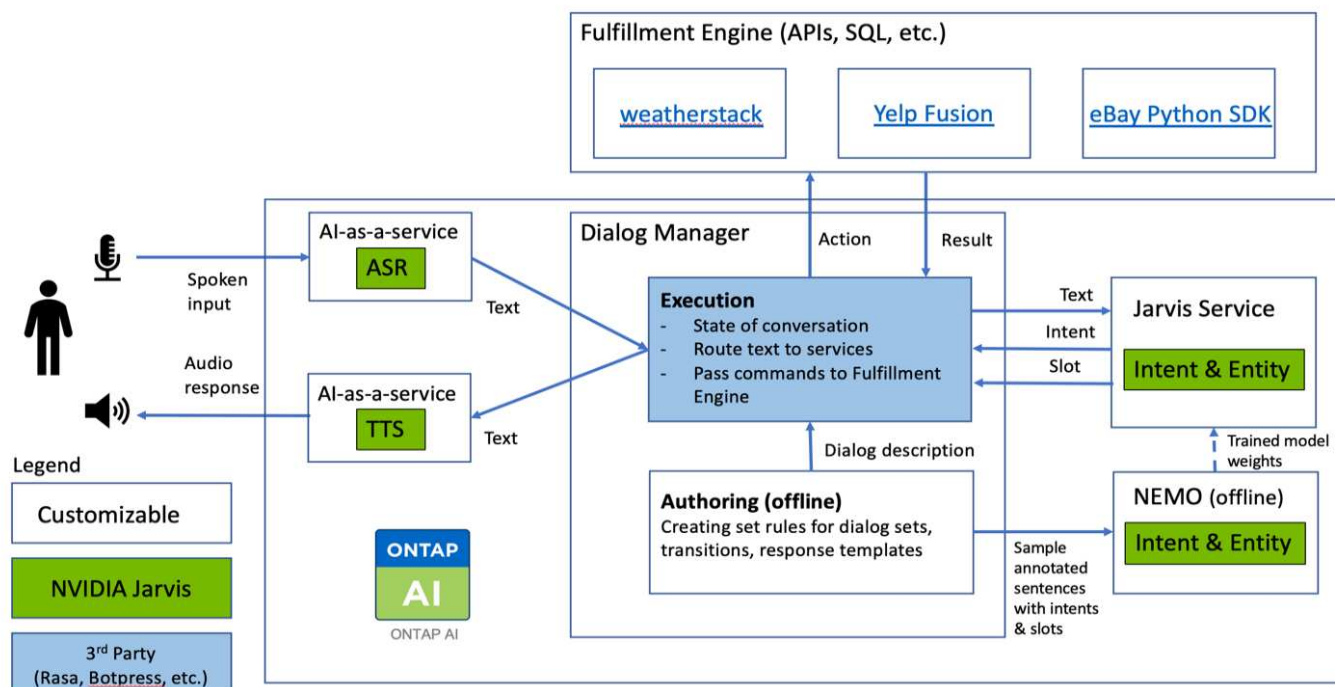 Fulfillment Engine (APIs, SQL, etc.)
weatherstack
Yelp Fusion
eBay Python SDK
AI-as-a-service
ASR
Dialog Manager
Action
Result
Spoken
input
Text
Execution
- State of conversation
- Route text to services
- Pass commands to Fulfillment
Engine
Text
Intent
Slot
Jarvis Service
Intent & Entity
Audio
response
AI-as-a-service
TTS
Text
Dialog description
Trained model
weights
Legend
Customizable
NVIDIA Jarvis
3rd Party
(Rasa, Botpress, etc.)
ONTAP
AI
ONTAP AI
Authoring (offline)
Creating set rules for dialog sets,
transitions, response templates
Sample
annotated
sentences
with intents
& slots
NEMO (offline)
Intent & Entity